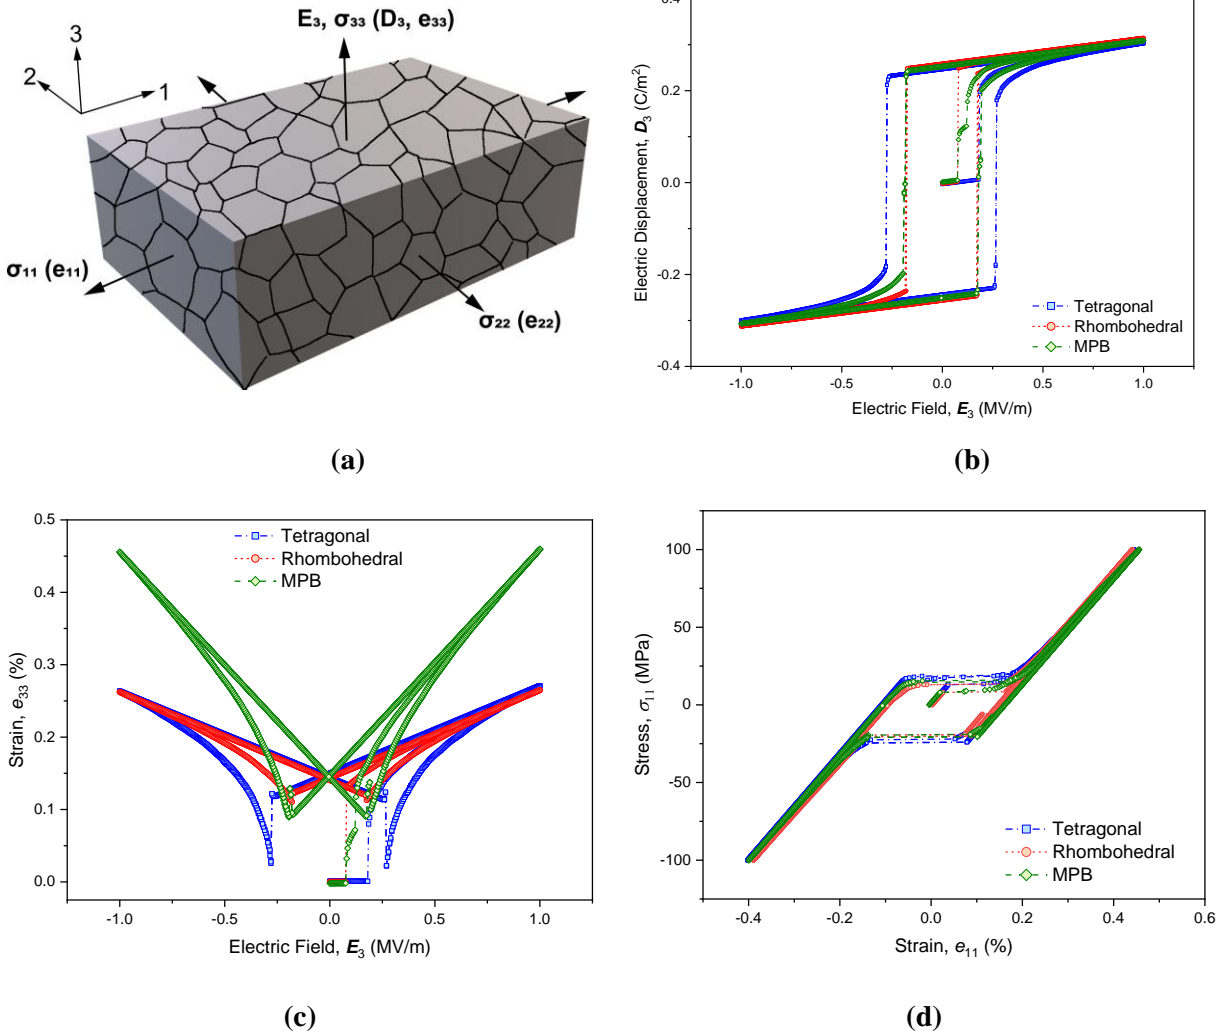 E₃, σ₃₃ (D₃, e₃₃)
3
2
1
σ₁₁ (e₁₁)
σ₂₂ (e₂₂)
(a)
Electric Displacement, D₃ (C/m²)
0.4
0.2
0.0
-0.2
-0.4
-1.0 -0.5 0.0 0.5 1.0
Electric Field, E₃ (MV/m)
Tetragonal
Rhombohedral
MPB
(b)
Strain, e₃₃ (%)
0.5
0.4
0.3
0.2
0.1
0.0
-1.0 -0.5 0.0 0.5 1.0
Electric Field, E₃ (MV/m)
Tetragonal
Rhombohedral
MPB
(c)
Stress, σ₁₁ (MPa)
100
50
0
-50
-100
-0.4 -0.2 0.0 0.2 0.4 0.6
Strain, e₁₁ (%)
Tetragonal
Rhombohedral
MPB
(d)